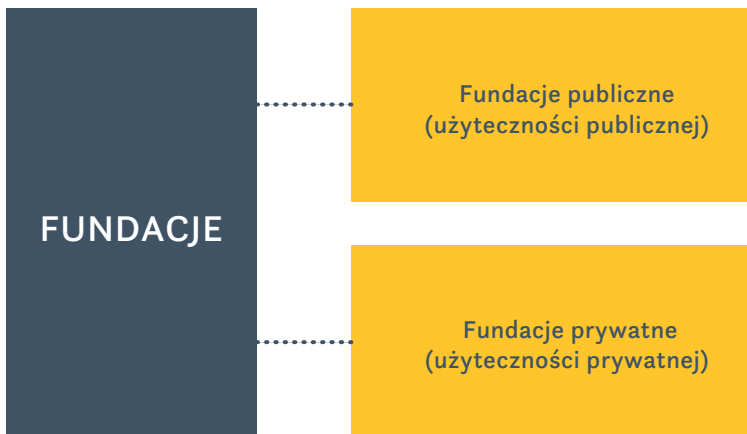 FUNDACJE
Fundacje publiczne
(użyteczności publicznej)
Fundacje prywatne
(użyteczności prywatnej)